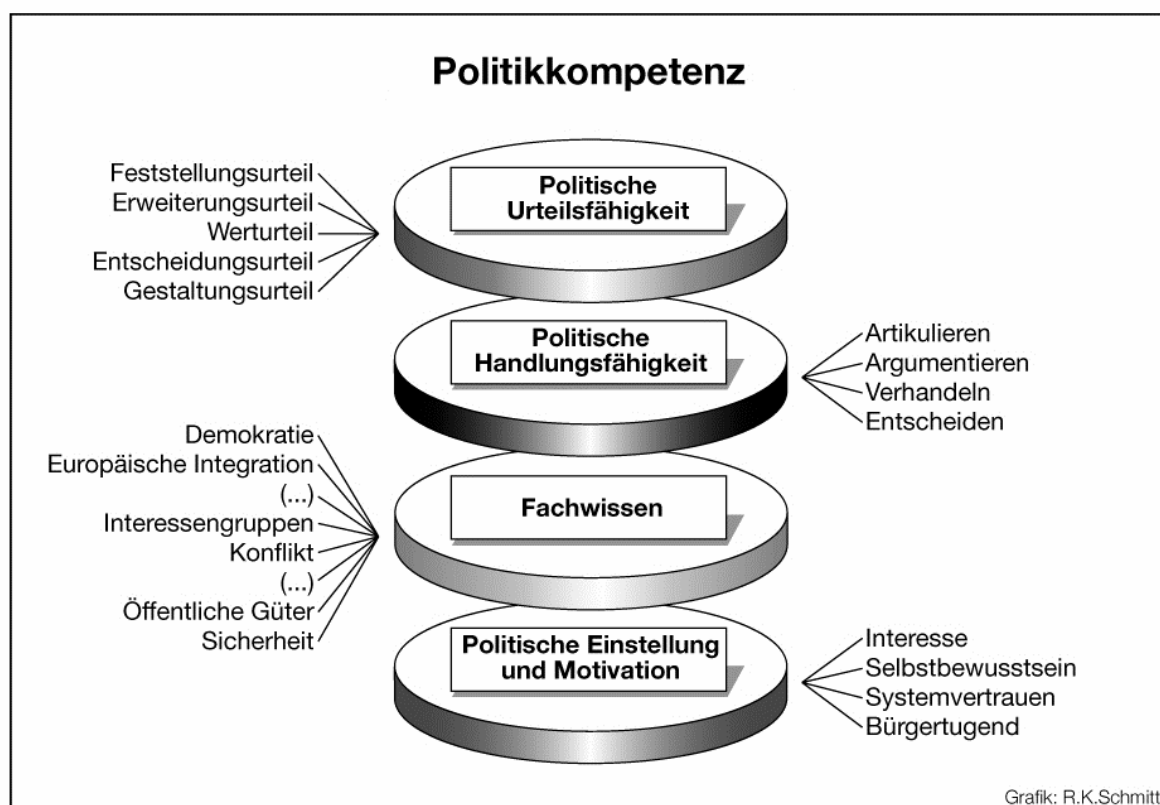 Politikkompetenz
Feststellungsurteil
Erweiterungsurteil
Werturteil
Entscheidungsurteil
Gestaltungsurteil
Politische
Urteilsfähigkeit
Politische
Handlungsfähigkeit
Artikulieren
Argumentieren
Verhandeln
Entscheiden
Demokratie
Europäische Integration
(...)
Interessengruppen
Konflikt
(...)
Öffentliche Güter
Sicherheit
Fachwissen
Politische Einstellung
und Motivation
Interesse
Selbstbewusstsein
Systemvertrauen
Bürgertugend
Grafik: R.K.Schmitt